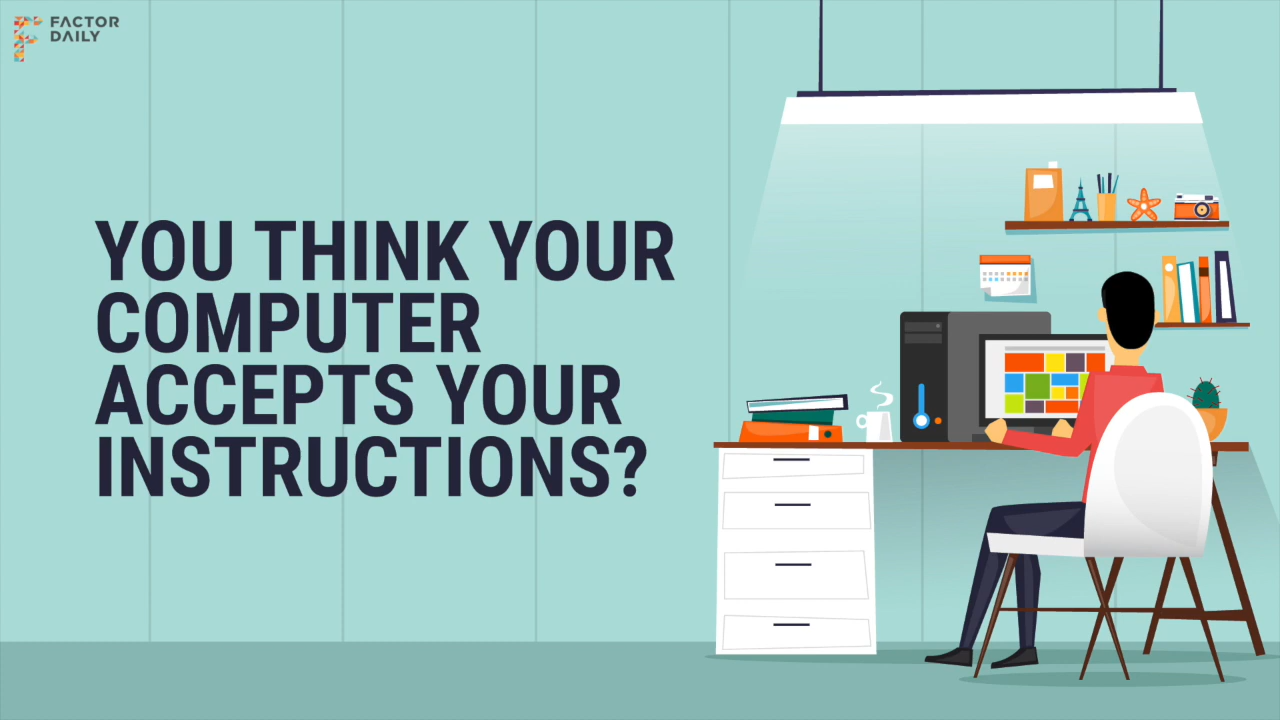 FACTOR
DAILY
YOU THINK YOUR
COMPUTER
ACCEPTS YOUR
INSTRUCTIONS?